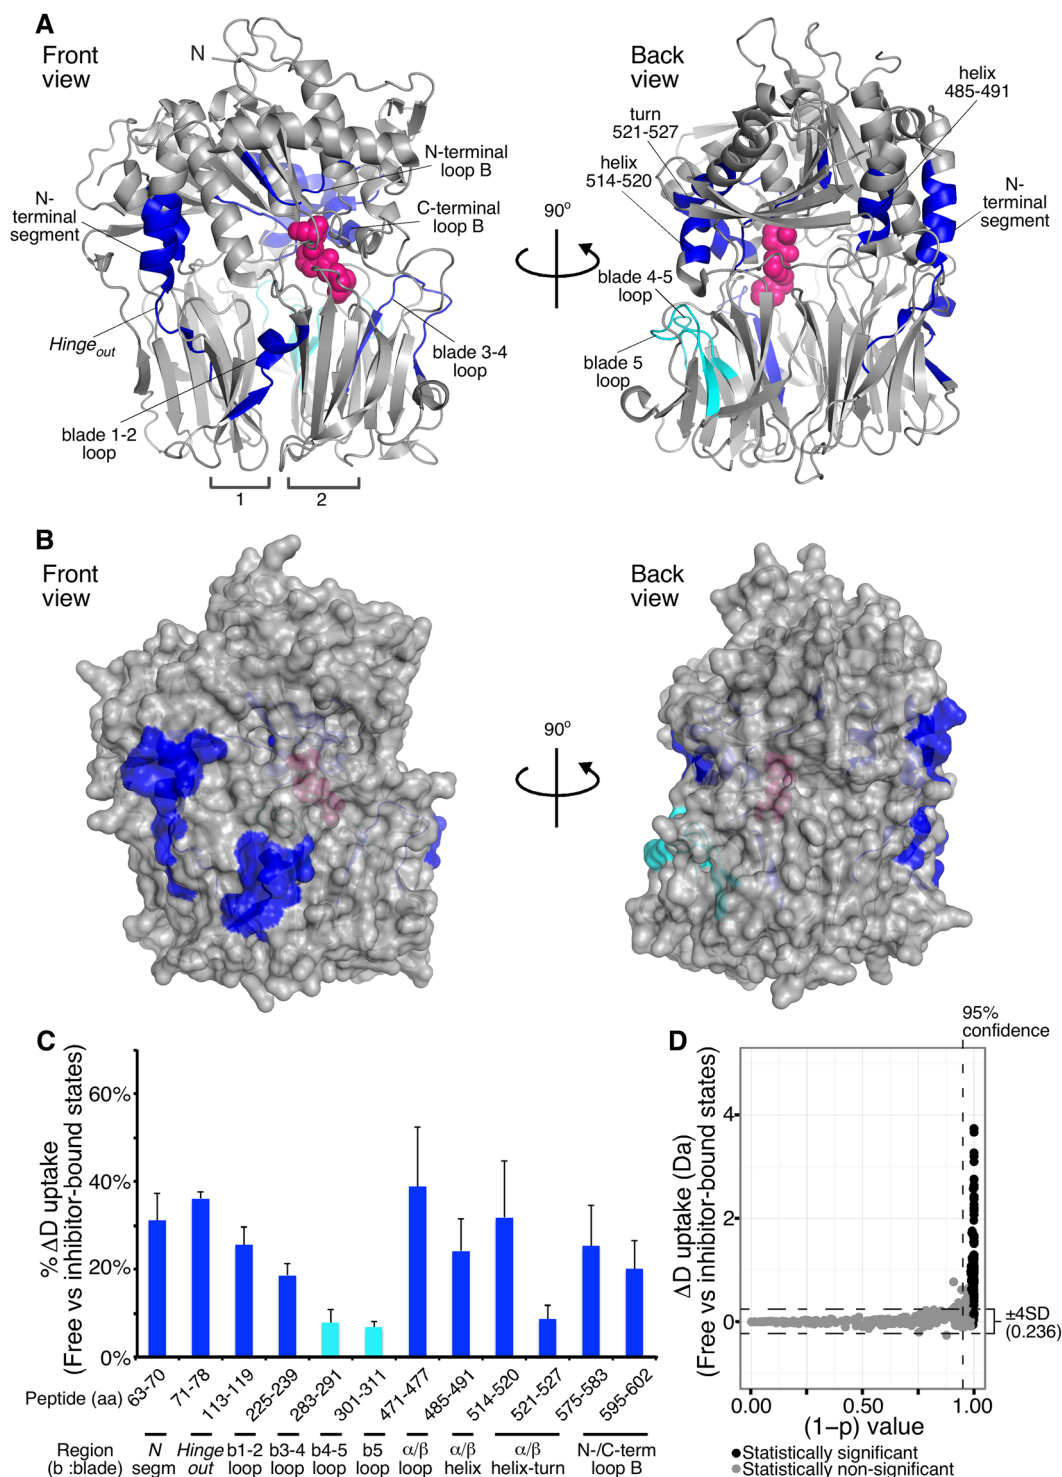 A
Front
view
N
N-terminal
loop B
C-terminal
loop B
N-
terminal
segment
Hingeout
blade 1-2
loop
blade 3-4
loop
1
2
90o
Back
view
turn
521-527
helix
514-520
helix
485-491
N-
terminal
segment
blade 4-5
loop
blade 5
loop
B
Front
view
90o
Back
view
C
% ΔD uptake
(Free vs inhibitor-bound states)
60%
40%
20%
0%
Peptide (aa)
63-70
71-78
113-119
225-239
283-291
301-311
471-477
485-491
514-520
521-527
575-583
595-602
Region
(b :blade)
N
segm
Hinge
out
b1-2
loop
b3-4
loop
b4-5
loop
b5
loop
α/β
loop
α/β
helix
α/β
helix-turn
N-/C-term
loop B
D
95%
confidence
ΔD uptake (Da)
(Free vs inhibitor-bound states)
4
2
0
±4SD
(0.236)
0.00
0.50
1.00
(1–p) value
Statistically significant
Statistically non-significant